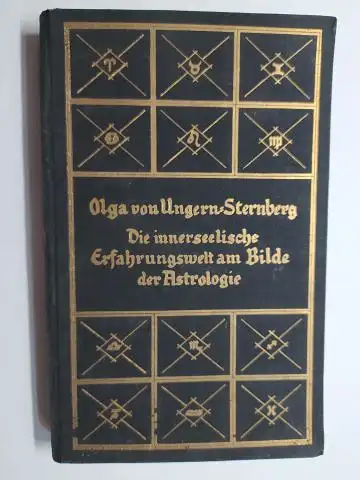 Olga von Ungern-Sternberg
Die innerseelische
Erfahrungswelt am Bilde
der Astrologie